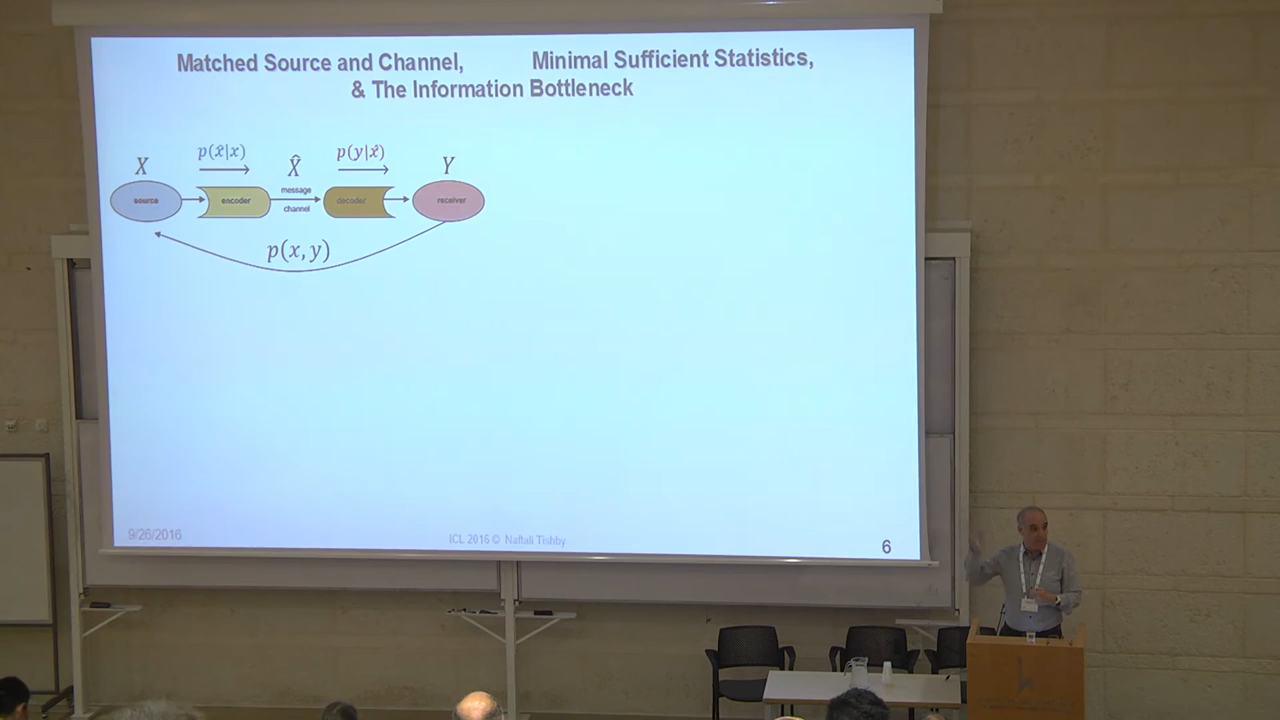 Matched Source and Channel, Minimal Sufficient Statistics,
& The Information Bottleneck
p(x̂|x) p(y|x̂)
X X̂ Y
source encoder message channel decoder receiver
p(x,y)
9/26/2016 ICL 2016 © Naftali Tishby 6